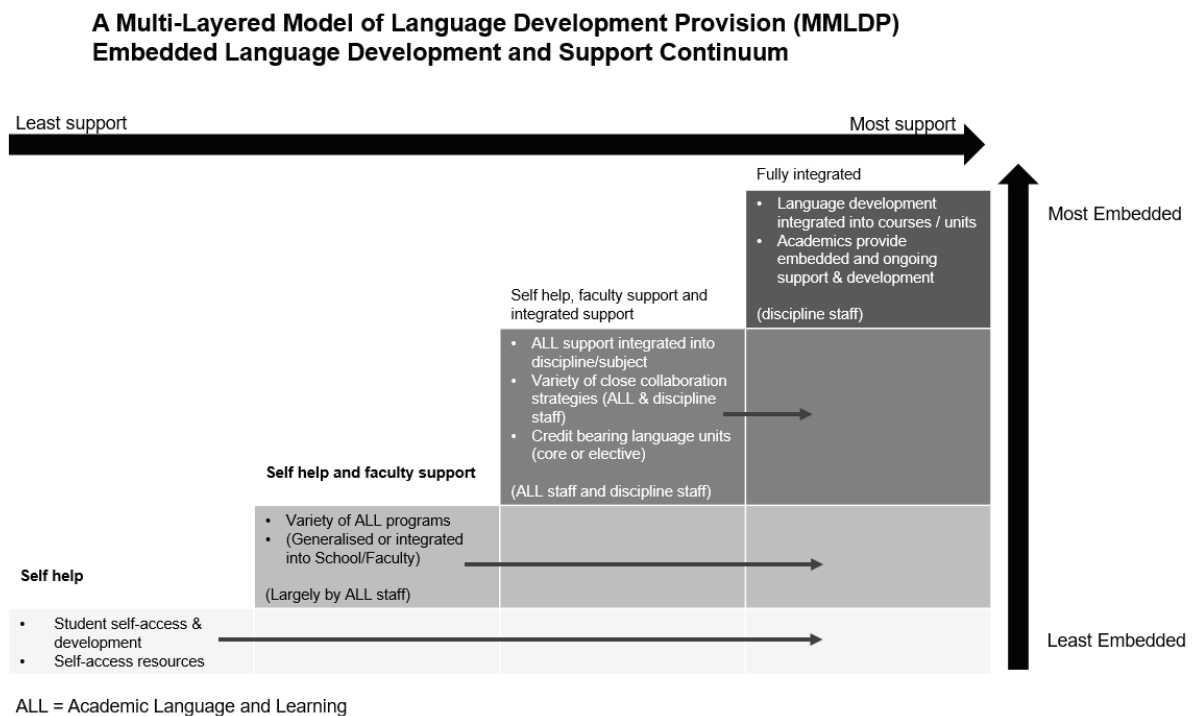 A Multi-Layered Model of Language Development Provision (MMLDP)
Embedded Language Development and Support Continuum
Least support
Most support
Fully integrated
• Language development
integrated into courses / units
• Academics provide
embedded and ongoing
support & development
(discipline staff)
Most Embedded
Self help, faculty support and
integrated support
• ALL support integrated into
discipline/subject
• Variety of close collaboration
strategies (ALL & discipline
staff)
• Credit bearing language units
(core or elective)
(ALL staff and discipline staff)
Self help and faculty support
• Variety of ALL programs
• (Generalised or integrated
into School/Faculty)
(Largely by ALL staff)
Self help
• Student self-access &
development
• Self-access resources
Least Embedded
ALL = Academic Language and Learning